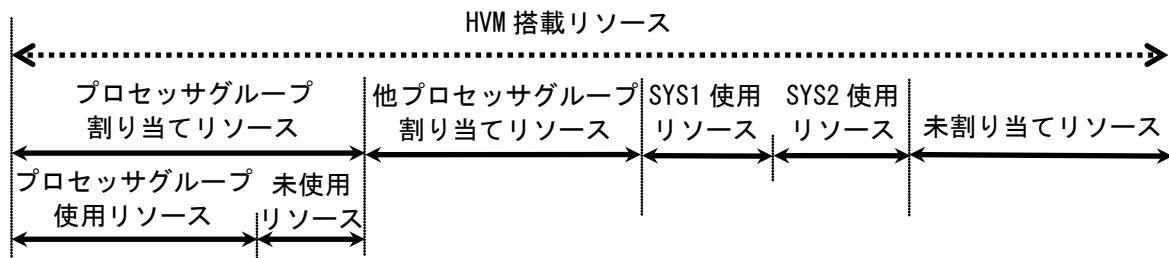 HVM 搭載リソース
プロセッサグループ
割り当てリソース
他プロセッサグループ
割り当てリソース
SYS1 使用
リソース
SYS2 使用
リソース
未割り当てリソース
プロセッサグループ
使用リソース
未使用
リソース